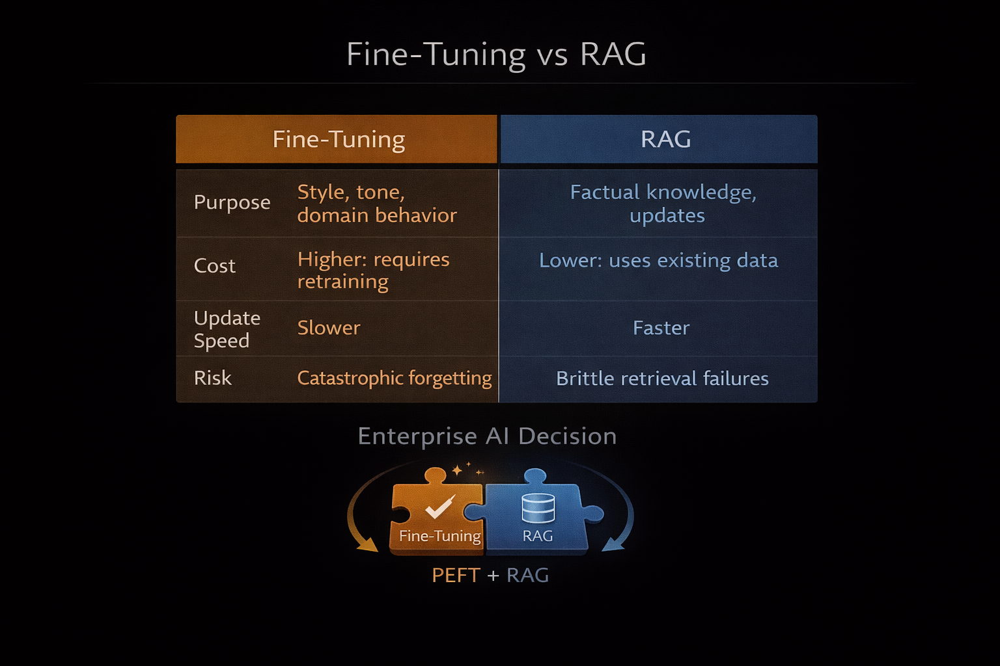 Fine-Tuning vs RAG
Fine-Tuning
RAG
Purpose
Style, tone,
domain behavior
Factual knowledge,
updates
Cost
Higher: requires
retraining
Lower: uses existing data
Update
Speed
Slower
Faster
Risk
Catastrophic forgetting
Brittle retrieval failures
Enterprise AI Decision
Fine-Tuning
RAG
PEFT + RAG